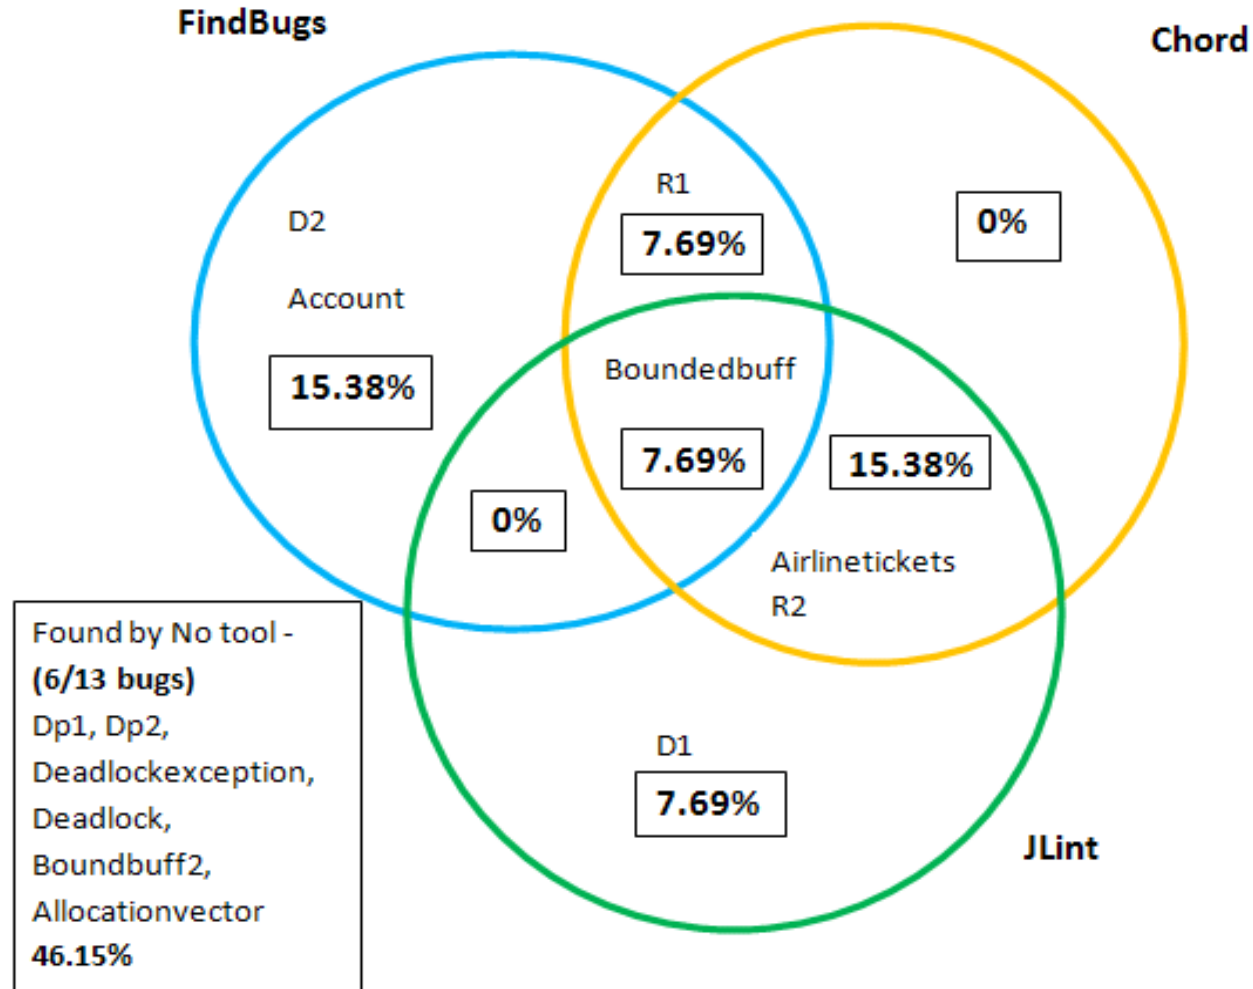 FindBugs
Chord
R1
7.69%
0%
D2
Account
15.38%
Boundedbuff
7.69%
15.38%
0%
Airlinetickets
R2
Found by No tool -
(6/13 bugs)
Dp1, Dp2,
Deadlockexception,
Deadlock,
Boundbuff2,
Allocationvector
46.15%
D1
7.69%
JLint